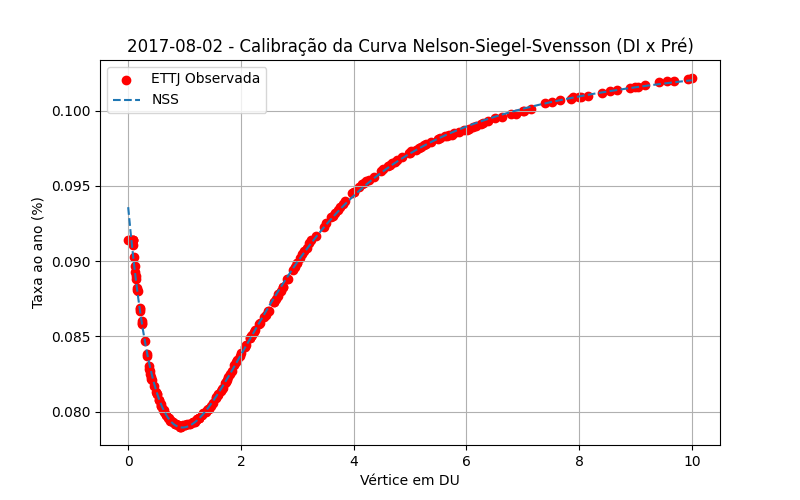 2017-08-02 - Calibração da Curva Nelson-Siegel-Svensson (DI x Pré)
ETTJ Observada
NSS
Taxa ao ano (%)
0.100
0.095
0.090
0.085
0.080
0 2 4 6 8 10
Vértice em DU